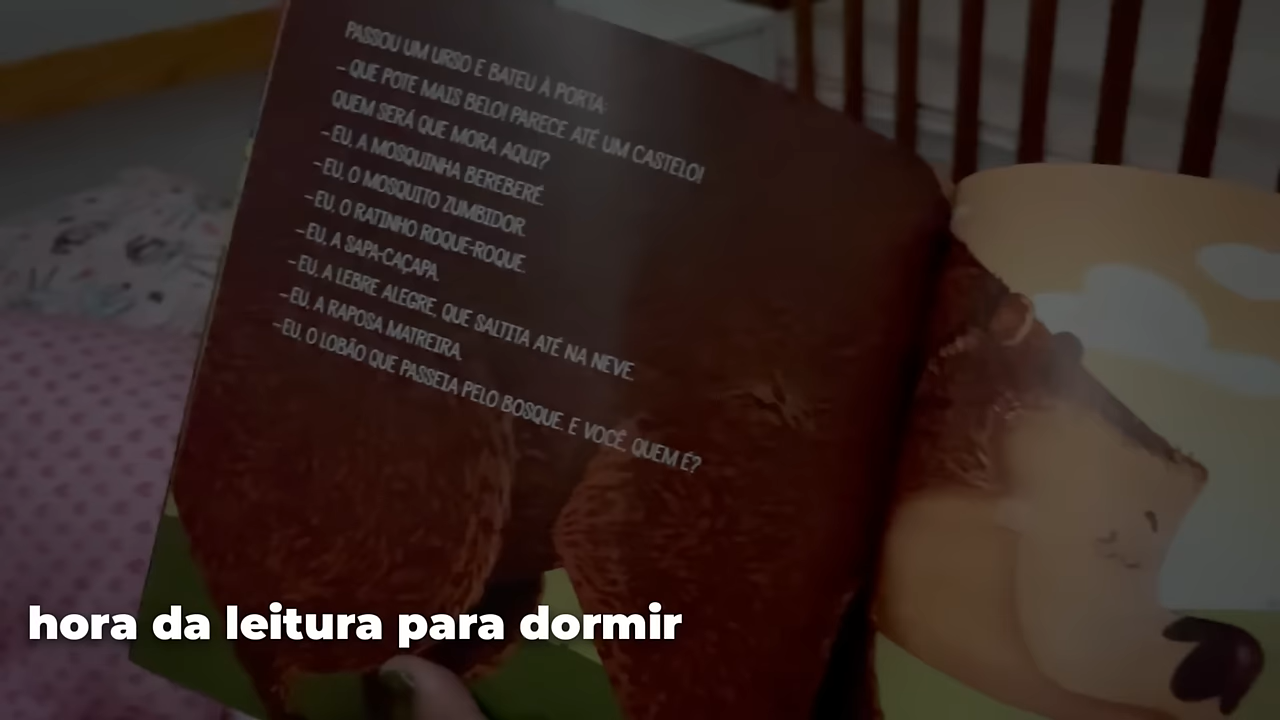 PASSOU UM URSO E BATEU À PORTA:
– QUE POTE MAIS BELO! PARECE ATÉ UM CASTELO!
QUEM SERÁ QUE MORA AQUI?
– EU, A MOSQUINHA BEREBERÉ.
– EU, O MOSQUITO ZUMBIDOR.
– EU, O RATINHO ROQUE-ROQUE.
– EU, A SAPA-CAÇAPA.
– EU, A LEBRE ALEGRE, QUE SALTITA ATÉ NA NEVE.
– EU, A RAPOSA MATREIRA.
– EU, O LOBÃO QUE PASSEIA PELO BOSQUE. E VOCÊ, QUEM É?
hora da leitura para dormir